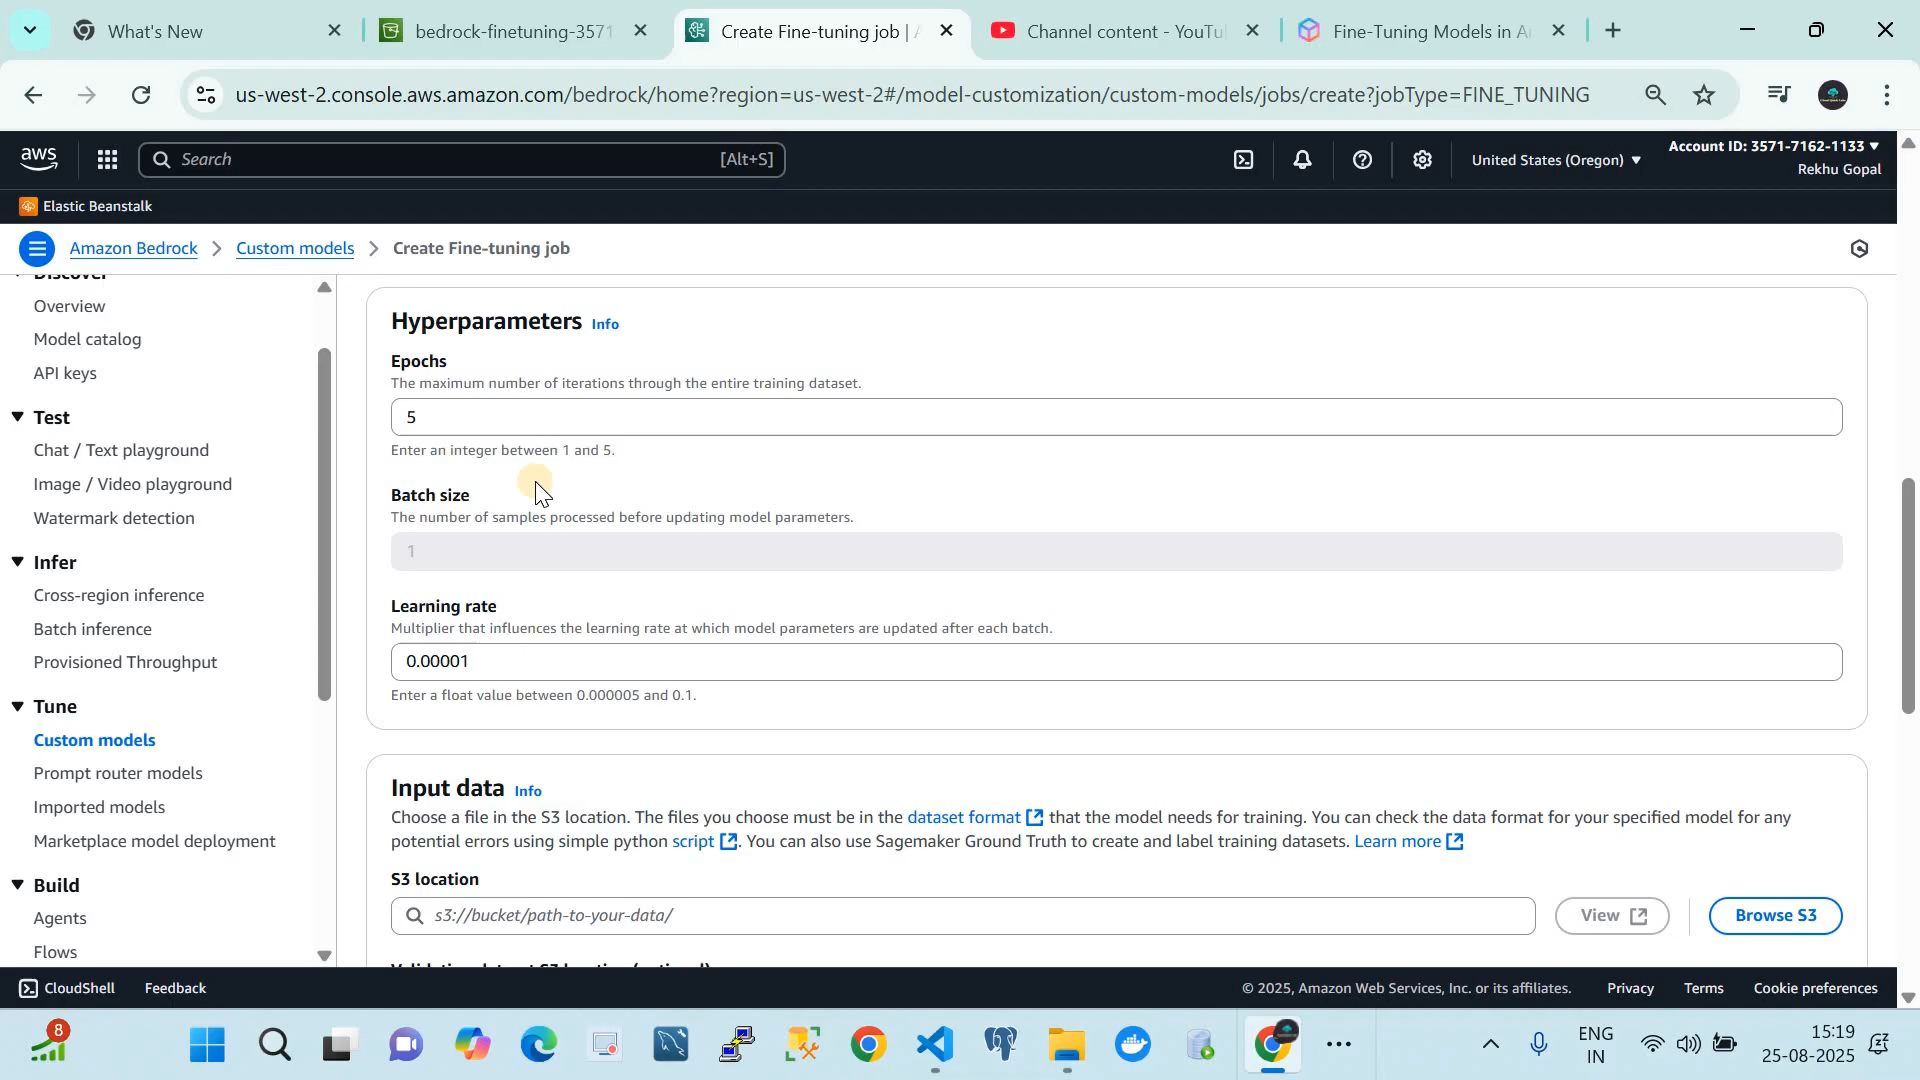 What's New
bedrock-finetuning-3571
Create Fine-tuning job | A
Channel content - YouTu
Fine-Tuning Models in A
us-west-2.console.aws.amazon.com/bedrock/home?region=us-west-2#/model-customization/custom-models/jobs/create?jobType=FINE_TUNING
aws
Search
[Alt+S]
United States (Oregon)
Account ID: 3571-7162-1133
Rekhu Gopal
Elastic Beanstalk
Amazon Bedrock
Custom models
Create Fine-tuning job
Discover
Overview
Model catalog
API keys
Test
Chat / Text playground
Image / Video playground
Watermark detection
Infer
Cross-region inference
Batch inference
Provisioned Throughput
Tune
Custom models
Prompt router models
Imported models
Marketplace model deployment
Build
Agents
Flows
Hyperparameters Info
Epochs
The maximum number of iterations through the entire training dataset.
5
Enter an integer between 1 and 5.
Batch size
The number of samples processed before updating model parameters.
1
Learning rate
Multiplier that influences the learning rate at which model parameters are updated after each batch.
0.00001
Enter a float value between 0.000005 and 0.1.
Input data Info
Choose a file in the S3 location. The files you choose must be in the dataset format that the model needs for training. You can check the data format for your specified model for any
potential errors using simple python script. You can also use Sagemaker Ground Truth to create and label training datasets. Learn more
S3 location
s3://bucket/path-to-your-data/
View
Browse S3
CloudShell
Feedback
© 2025, Amazon Web Services, Inc. or its affiliates.
Privacy
Terms
Cookie preferences
8
ENG
IN
15:19
25-08-2025